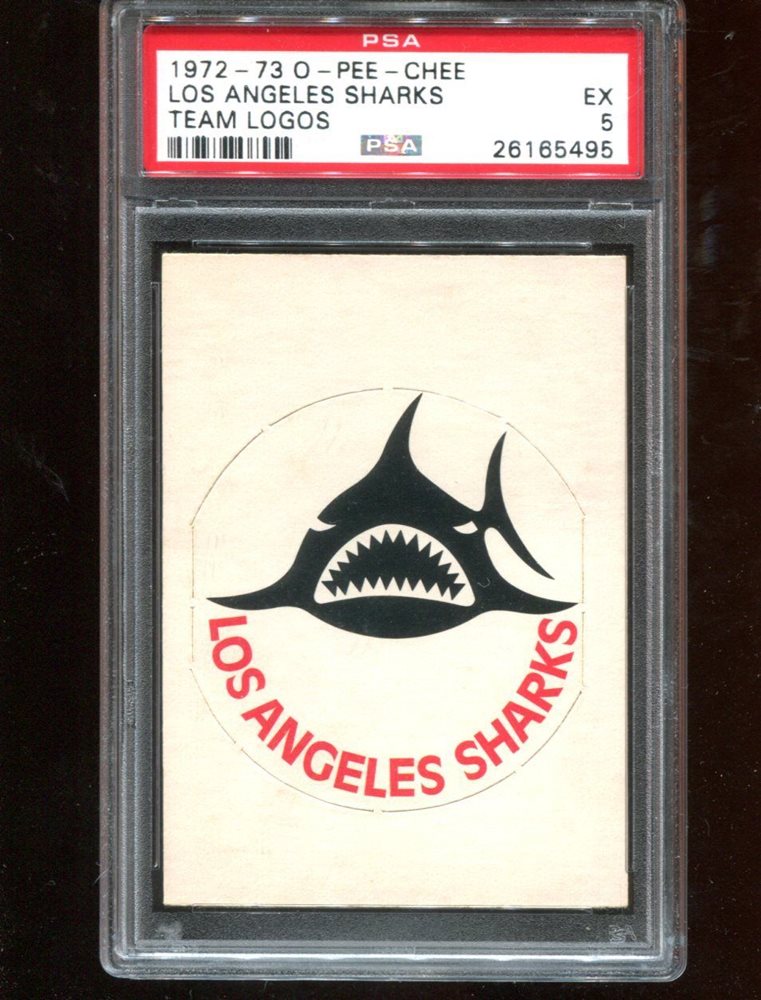 PSA
1972-73 O-PEE-CHEE
LOS ANGELES SHARKS EX
TEAM LOGOS 5
PSA 26165495
LOS ANGELES SHARKS